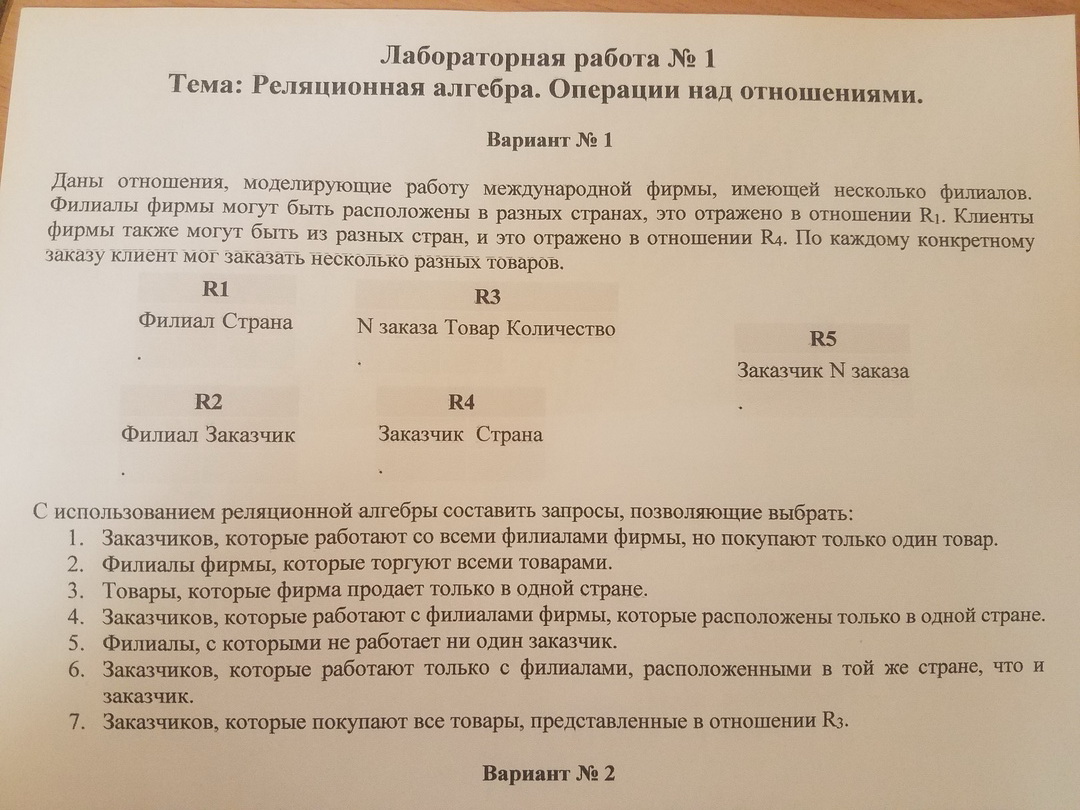 Лабораторная работа № 1
Тема: Реляционная алгебра. Операции над отношениями.
Вариант № 1
Даны отношения, моделирующие работу международной фирмы, имеющей несколько филиалов.
Филиалы фирмы могут быть расположены в разных странах, это отражено в отношении R1. Клиенты
фирмы также могут быть из разных стран, и это отражено в отношении R4. По каждому конкретному
заказу клиент мог заказать несколько разных товаров.
R1
Филиал Страна
.
R3
N заказа Товар Количество
.
R5
Заказчик N заказа
.
R2
Филиал Заказчик
.
R4
Заказчик Страна
.
С использованием реляционной алгебры составить запросы, позволяющие выбрать:
1. Заказчиков, которые работают со всеми филиалами фирмы, но покупают только один товар.
2. Филиалы фирмы, которые торгуют всеми товарами.
3. Товары, которые фирма продает только в одной стране.
4. Заказчиков, которые работают с филиалами фирмы, которые расположены только в одной стране.
5. Филиалы, с которыми не работает ни один заказчик.
6. Заказчиков, которые работают только с филиалами, расположенными в той же стране, что и
заказчик.
7. Заказчиков, которые покупают все товары, представленные в отношении R3.
Вариант № 2